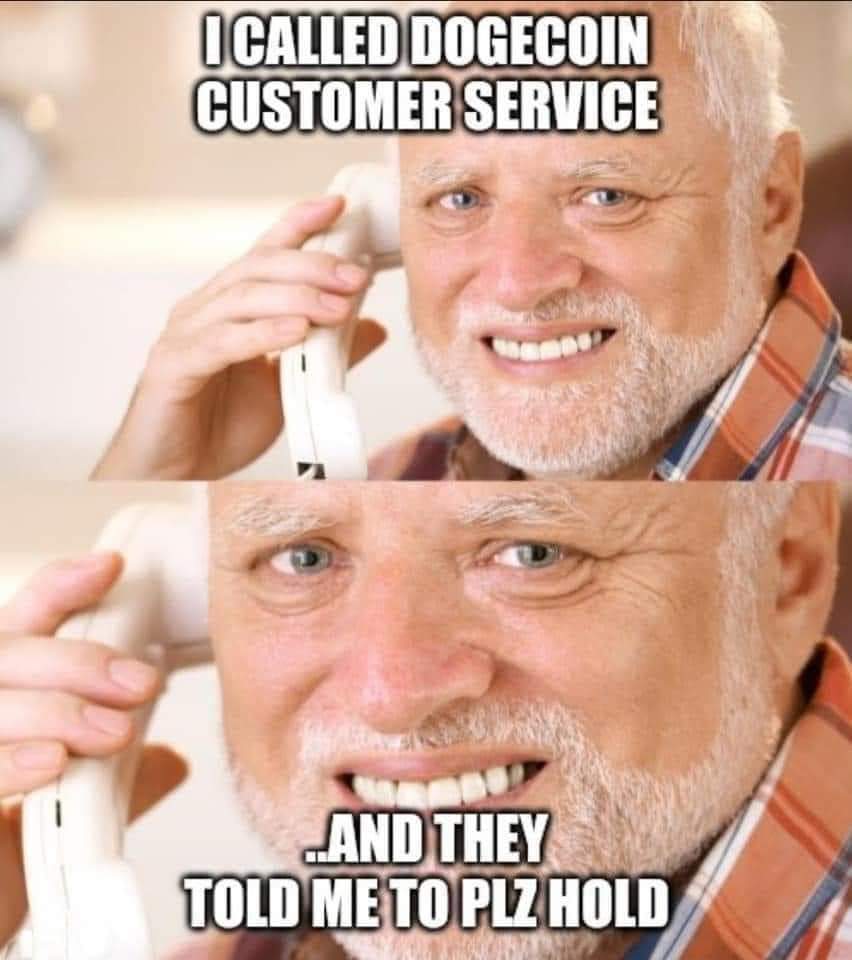 I CALLED DOGECOIN
CUSTOMER SERVICE
..AND THEY
TOLD ME TO PLZ HOLD